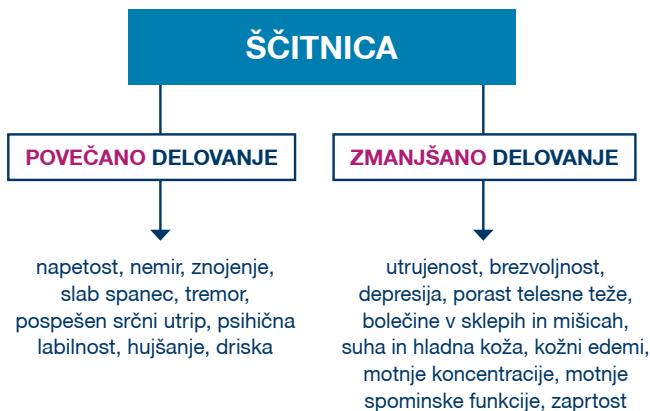 ŠČITNICA
POVEČANO DELOVANJE
napetost, nemir, znojenje,
slab spanec, tremor,
pospešen srčni utrip, psihična
labilnost, hujšanje, driska
ZMANJŠANO DELOVANJE
utrujenost, brezvoljnost,
depresija, porast telesne teže,
bolečine v sklepih in mišicah,
suha in hladna koža, kožni edemi,
motnje koncentracije, motnje
spominske funkcije, zaprtost